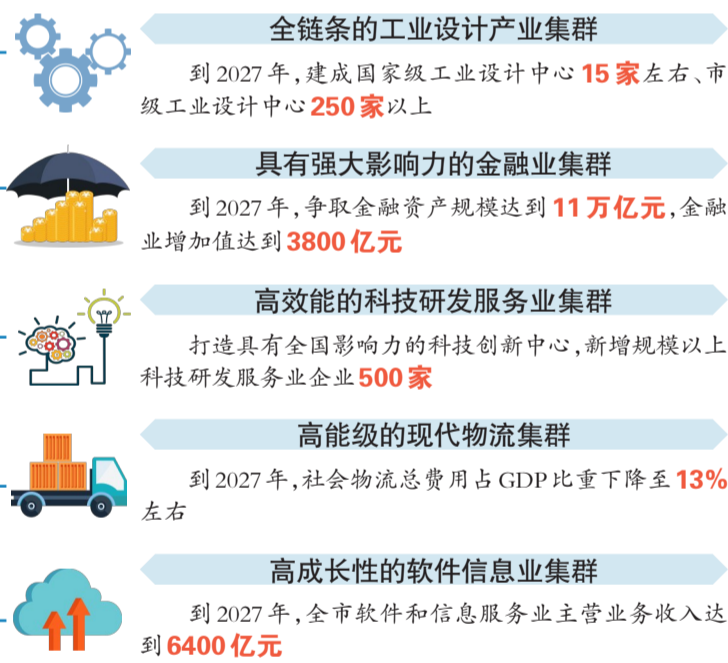 全链条的工业设计产业集群
到2027年,建成国家级工业设计中心15家左右、市
级工业设计中心250家以上
具有强大影响力的金融业集群
到2027年,争取金融资产规模达到11万亿元,金融
业增加值达到3800亿元
高效能的科技研发服务业集群
打造具有全国影响力的科技创新中心,新增规模以上
科技研发服务业企业500家
高能级的现代物流集群
到2027年,社会物流总费用占GDP比重下降至13%
左右
高成长性的软件信息业集群
到2027年,全市软件和信息服务业主营业务收入达
到6400亿元